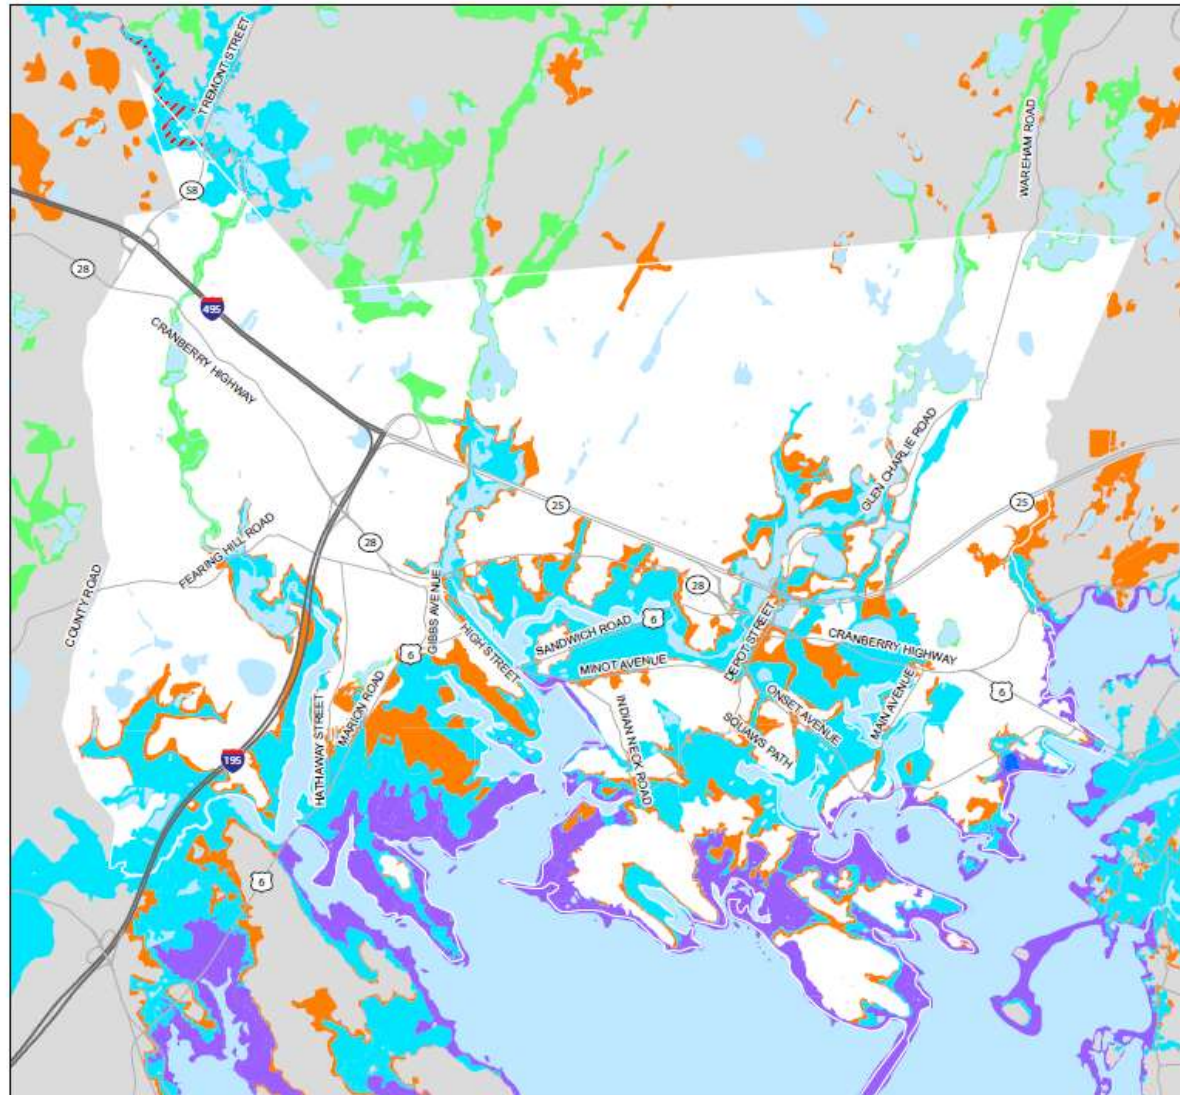 TREMONT STREET
58
WAREHAM ROAD
28
495
CRANBERRY HIGHWAY
GLEN CHARLIE ROAD
25
25
FEARING HILL ROAD
28
28
COUNTY ROAD
GIBBS AVENUE
HIGH STREET
SANDWICH ROAD
6
DEPOT STREET
CRANBERRY HIGHWAY
6
MINOT AVENUE
6
MARION ROAD
HATHAWAY STREET
INDIAN NECK ROAD
SQUAWS PATH
ONSET AVENUE
MAIN AVENUE
195
6